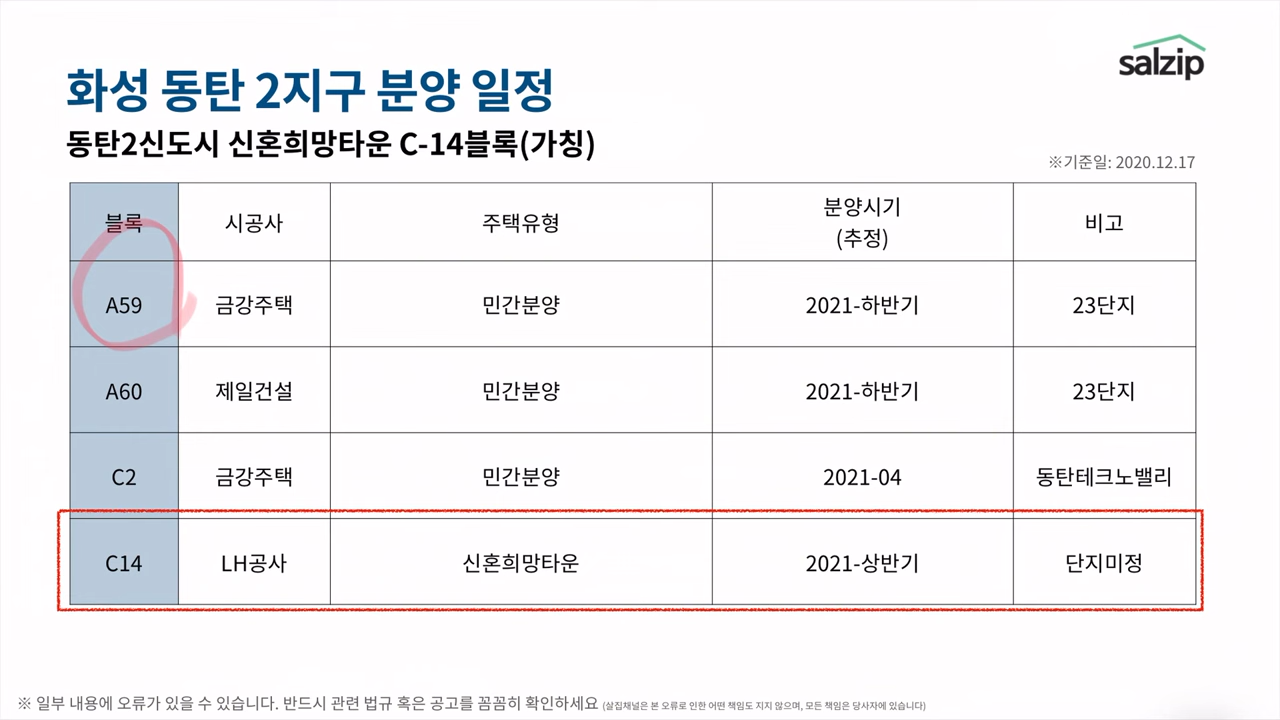 salzip
화성 동탄 2지구 분양 일정
동탄2신도시 신혼희망타운 C-14블록(가칭)
※기준일: 2020.12.17
블록 시공사 주택유형 분양시기 (추정) 비고
A59 금강주택 민간분양 2021-하반기 23단지
A60 제일건설 민간분양 2021-하반기 23단지
C2 금강주택 민간분양 2021-04 동탄테크노밸리
C14 LH공사 신혼희망타운 2021-상반기 단지미정
※ 일부 내용에 오류가 있을 수 있습니다. 반드시 관련 법규 혹은 공고를 꼼꼼히 확인하세요 (살집채널은 본 오류로 인한 어떤 책임도 지지 않으며, 모든 책임은 당사자에 있습니다)